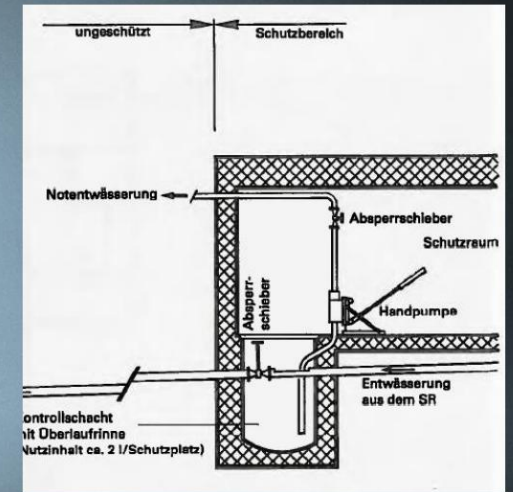 ungeschützt
Schutzbereich
Notentwässerung
Absperrschieber
Schutzraum
Absperr-
schieber
Handpumpe
Entwässerung
aus dem SR
ontrollschacht
nit Überlaufrinne
Nutzinhalt ca. 2 l/Schutzplatz)